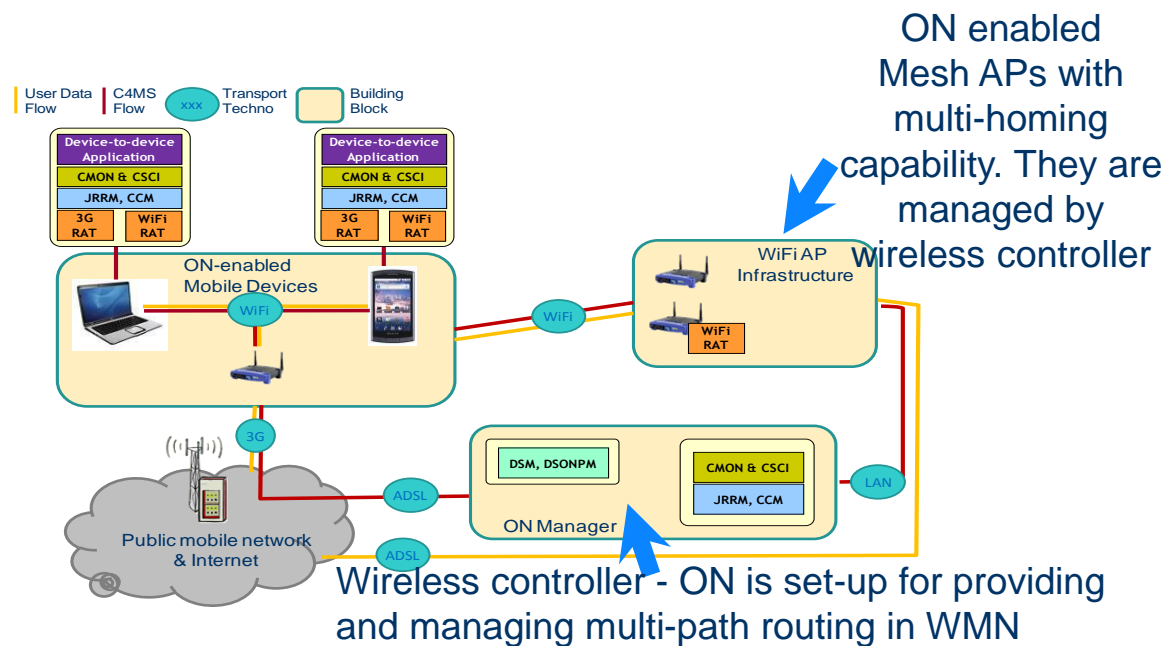 ON enabled
Mesh APs with
multi-homing
capability. They are
managed by
wireless controller
User Data
Flow
C4MS
Flow
xxx
Transport
Techno
Building
Block
Device-to-device
Application
CMON & CSCI
JRRM, CCM
3G
RAT
WiFi
RAT
Device-to-device
Application
CMON & CSCI
JRRM, CCM
3G
RAT
WiFi
RAT
ON-enabled
Mobile Devices
WiFi
WiFi
WiFi AP
Infrastructure
WiFi
RAT
3G
DSM, DSONPM
CMON & CSCI
JRRM, CCM
ON Manager
LAN
ADSL
Public mobile network
& Internet
ADSL
Wireless controller - ON is set-up for providing
and managing multi-path routing in WMN